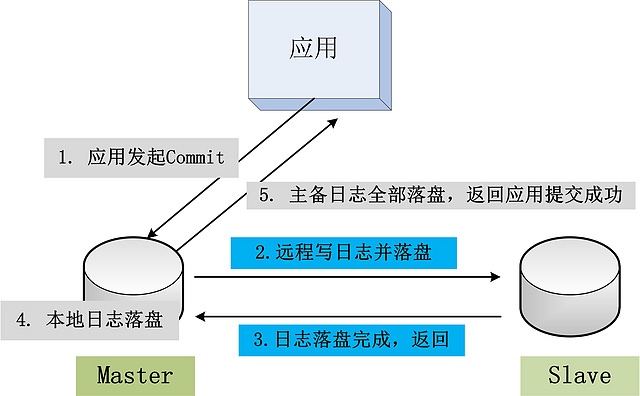 应用
1. 应用发起Commit
5. 主备日志全部落盘，返回应用提交成功
2.远程写日志并落盘
4. 本地日志落盘
3.日志落盘完成，返回
Master
Slave